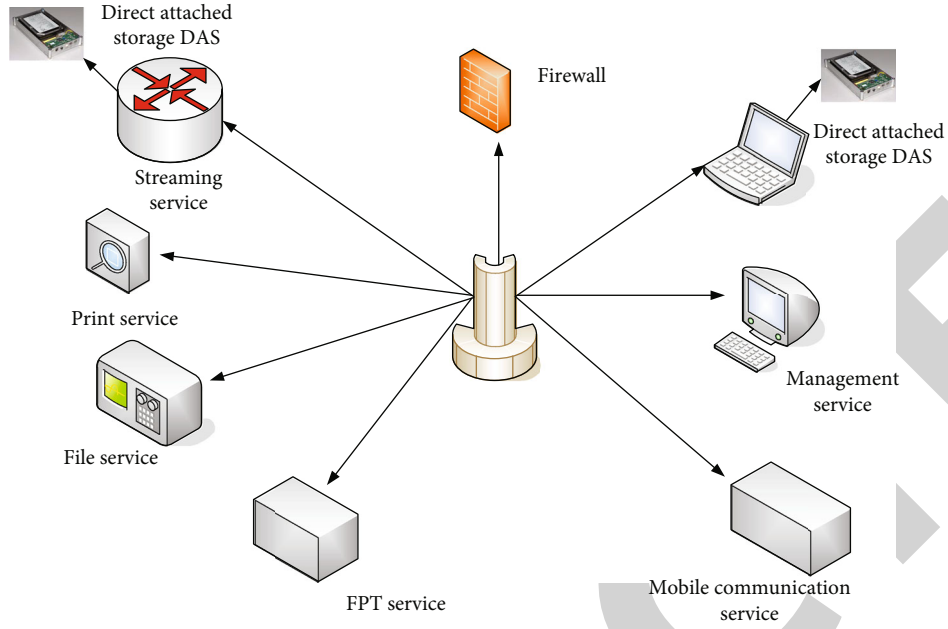 Direct attached
storage DAS
Firewall
Direct attached
storage DAS
Streaming
service
Print service
Management
service
File service
FPT service
Mobile communication
service